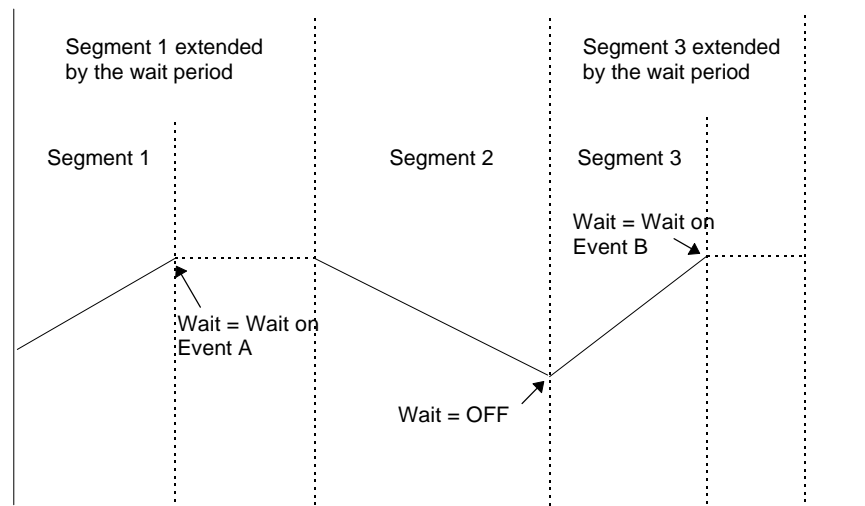 Segment 1 extended
by the wait period
Segment 3 extended
by the wait period
Segment 1
Segment 2
Segment 3
Wait = Wait on
Event B
Wait = Wait on
Event A
Wait = OFF